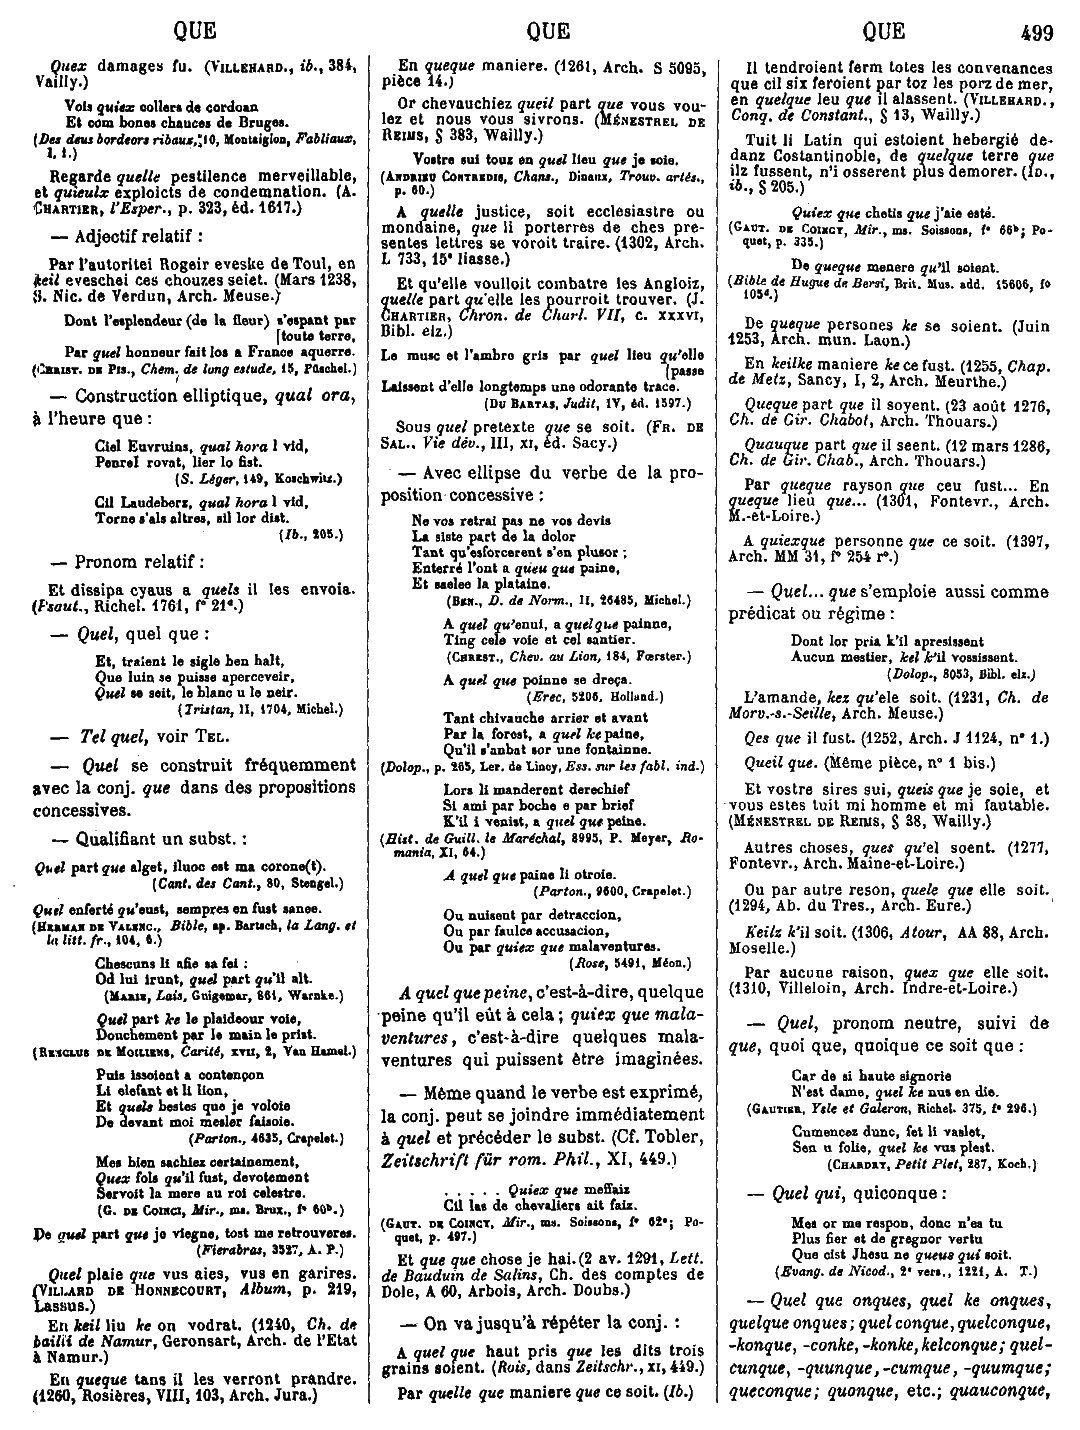 QUE
QUE
QUE
499
Quex damages fu. (VILLEHARD., ib., 384,
Vailly.)
Vols quiex sollers de cordoan
Et com bones chauces de Bruges.
(Des deus bordeors ribaus, 10, Montaiglon, Fabliaux,
I, 1.)
Regarde quelle pestilence merveillable,
et quieulx exploicts de condemnation. (A.
CHARTIER, l'Esper., p. 323, éd. 1617.)
— Adjectif relatif :
Par l'autoritei Rogeir eveske de Toul, en
keil eveschei ces chouzes seiet. (Mars 1238,
S. Nic. de Verdun, Arch. Meuse.)
Dont l'esplendeur (de la fleur) s'espant par
[toute terre,
Par quel honneur fait los a France aquerre.
(CHRIST. DE PIS., Chem. de long estude, 15, Püschel.)
— Construction elliptique, qual ora,
à l'heure que :
Ciel Euvruins, qual hora l vid,
Penrel rovat, lier lo fist.
(S. Léger, 149, Koschwitz.)
Cil Laudebers, qual hora l vid,
Torne s'als altres, sil lor dist.
(Ib., 205.)
— Pronom relatif :
Et dissipa cyaus a quels il les envoia.
(Psaut., Richel. 1761, f° 21ᵈ.)
— Quel, quel que :
Et, traient le sigle ben halt,
Que luin se puisse aperceveir,
Quel se seit, le blanc u le neir.
(Tristan, II, 1704, Michel.)
— Tel quel, voir TEL.
— Quel se construit fréquemment
avec la conj. que dans des propositions
concessives.
— Qualifiant un subst. :
Quel part que alget, iluoc est ma corone(t).
(Cant. des Cant., 80, Stengel.)
Quel enferté qu'eust, sempres en fust sanee.
(HERMAN DE VALENC., Bible, ap. Bartsch, la Lang. et
la litt. fr., 104, 6.)
Chescuns li afie sa fei :
Od lui irunt, quel part qu'il alt.
(MARIE, Lais, Guigemar, 861, Warnke.)
Quel part ke le plaideour voie,
Douchement par le main le prist.
(RENCLUS DE MOILIENS, Carité, XVII, 2, Van Hamel.)
Puis issoient a contençon
Li elefant et li lion,
Et quels bestes que je voloie
De devant moi mesler faisoie.
(Parton., 4635, Crapelet.)
Mes bien sachiez certainement,
Quex fols qu'il fust, devotement
Servoit la mere au roi celestre.
(G. DE COINCI, Mir., ms. Brux., f° 60ᵇ.)
De quel part que je viegne, tost me retrouveres.
(Fierabras, 3527, A. P.)
Quel plaie que vus aies, vus en garires.
(VILLARD DE HONNECOURT, Album, p. 219,
Lassus.)
En keil liu ke on vodrat. (1240, Ch. de
bailli de Namur, Geronsart, Arch. de l'Etat
à Namur.)
En queque tans il les verront prandre.
(1260, Rosières, VIII, 103, Arch. Jura.)
En queque maniere. (1261, Arch. S 5095,
pièce 14.)
Or chevauchiez queil part que vous vou-
lez et nous vous sivrons. (MÉNESTREL DE
REIMS, § 383, Wailly.)
Vostre sui touz en quel lieu que je soie.
(ANDRIEU CONTREDIS, Chans., Dinaux, Trouv. artés.,
p. 60.)
A quelle justice, soit ecclesiastre ou
mondaine, que li porterres de ches pre-
sentes lettres se voroit traire. (1302, Arch.
L 733, 15ᵉ liasse.)
Et qu'elle voulloit combatre les Angloiz,
quelle part qu'elle les pourroit trouver. (J.
CHARTIER, Chron. de Charl. VII, c. XXXVI,
Bibl. elz.)
Le musc et l'ambre gris par quel lieu qu'elle
[passe
Laissent d'elle longtemps une odorante trace.
(DU BARTAS, Judit, IV, éd. 1597.)
Sous quel pretexte que se soit. (FR. DE
SAL., Vie dév., III, XI, éd. Sacy.)
— Avec ellipse du verbe de la pro-
position concessive :
Ne vos retrai pas ne vos devis
La siste part de la dolor
Tant qu'esforcerent s'en plusor ;
Enterré l'ont a queu que paine,
Et saelee la plataine.
(BEN., D. de Norm., II, 26485, Michel.)
A quel qu'enui, a quelque painne,
Ting cele voie et cel santier.
(CHREST., Chev. au Lion, 184, Fœrster.)
A quel que poinne se dreça.
(Erec, 5206, Holland.)
Tant chivauche arrier et avant
Par la forest, a quel ke paine,
Qu'il s'anbat sor une fontainne.
(Dolop., p. 265, Ler. de Lincy, Ess. sur les fabl. ind.)
Lors li manderent derechief
Si ami par boche e par brief
K'il i venist, a quel que peine.
(Hist. de Guill. le Maréchal, 8995, P. Meyer, Ro-
mania, XI, 64.)
A quel que paine li otroie.
(Parton., 9600, Crapelet.)
Ou nuisent par detraccion,
Ou par faulce accusacion,
Ou par quiex que malaventures.
(Rose, 5491, Méon.)
A quel que peine, c'est-à-dire, quelque
peine qu'il eût à cela ; quiex que mala-
ventures, c'est-à-dire quelques mala-
ventures qui puissent être imaginées.
— Même quand le verbe est exprimé,
la conj. peut se joindre immédiatement
à quel et précéder le subst. (Cf. Tobler,
Zeitschrift für rom. Phil., XI, 449.)
. . . . . Quiex que meffaiz
Cil las de chevaliers ait faiz.
(GAUT. DE COINCY, Mir., ms. Soissons, f° 62ᵉ; Po-
quet, p. 497.)
Et que que chose je hai. (2 av. 1291, Lett.
de Bauduin de Salins, Ch. des comptes de
Dole, A 60, Arbois, Arch. Doubs.)
— On va jusqu'à répéter la conj. :
A quel que haut pris que les dits trois
grains soient. (Rois, dans Zeitschr., XI, 449.)
Par quelle que maniere que ce soit. (Ib.)
Il tendroient ferm totes les convenances
que cil six feroient par toz les porz de mer,
en quelque leu que il alassent. (VILLEHARD.,
Conq. de Constant., § 13, Wailly.)
Tuit li Latin qui estoient hebergié de-
danz Costantinoble, de quelque terre que
ilz fussent, n'i osserent plus demorer. (ID.,
ib., § 205.)
Quiex que chetis que j'aie esté.
(GAUT. DE COINCY, Mir., ms. Soissons, f° 66ᵇ; Po-
quet, p. 335.)
De queque menere qu'il soient.
(Bible de Hugue de Bersi, Brit. Mus. add. 15606, f°
105ᵈ.)
De queque persones ke se soient. (Juin
1253, Arch. mun. Laon.)
En keilke maniere ke ce fust. (1255, Chap.
de Metz, Sancy, I, 2, Arch. Meurthe.)
Queque part que il soyent. (23 août 1276,
Ch. de Gir. Chabot, Arch. Thouars.)
Quauque part que il seent. (12 mars 1286,
Ch. de Gir. Chab., Arch. Thouars.)
Par queque rayson que ceu fust... En
queque lieu que... (1301, Fontevr., Arch.
M.-et-Loire.)
A quiexque personne que ce soit. (1397,
Arch. MM 31, f° 254 r°.)
— Quel... que s'emploie aussi comme
prédicat ou régime :
Dont lor pria k'il apresissent
Aucun mestier, kel k'il vossissent.
(Dolop., 8053, Bibl. elz.)
L'amande, kez qu'ele soit. (1231, Ch. de
Morv.-s.-Seille, Arch. Meuse.)
Qes que il fust. (1252, Arch. J 1124, n° 1.)
Queil que. (Même pièce, n° 1 bis.)
Et vostre sires sui, queis que je soie, et
vous estes tuit mi homme et mi fautable.
(MÉNESTREL DE REIMS, § 38, Wailly.)
Autres choses, ques qu'el soent. (1277,
Fontevr., Arch. Maine-et-Loire.)
Ou par autre reson, quele que elle soit.
(1294, Ab. du Tres., Arch. Eure.)
Keilz k'il soit. (1306, Atour, AA 88, Arch.
Moselle.)
Par aucune raison, quex que elle soit.
(1310, Villeloin, Arch. Indre-et-Loire.)
— Quel, pronom neutre, suivi de
que, quoi que, quoique ce soit que :
Car de si haute signorie
N'est dame, quel ke nus en die.
(GAUTIER, Ysle et Galeron, Richel. 375, f° 296.)
Cumencez dunc, fet li vaslet,
Sen u folie, quel ke vus plest.
(CHARDRY, Petit Plet, 287, Koch.)
— Quel qui, quiconque :
Mes or me respon, donc n'es tu
Plus fier et de gregnor vertu
Que cist Jhesu ne queus qui soit.
(Evang. de Nicod., 2ᵉ vers., 1221, A. T.)
— Quel que onques, quel ke onques,
quelque onques ; quel conque, quelconque,
-konque, -conke, -konke, kelconque ; quel-
cunque, -quunque, -cumque, -quumque ;
queconque ; quonque, etc.; quauconque,